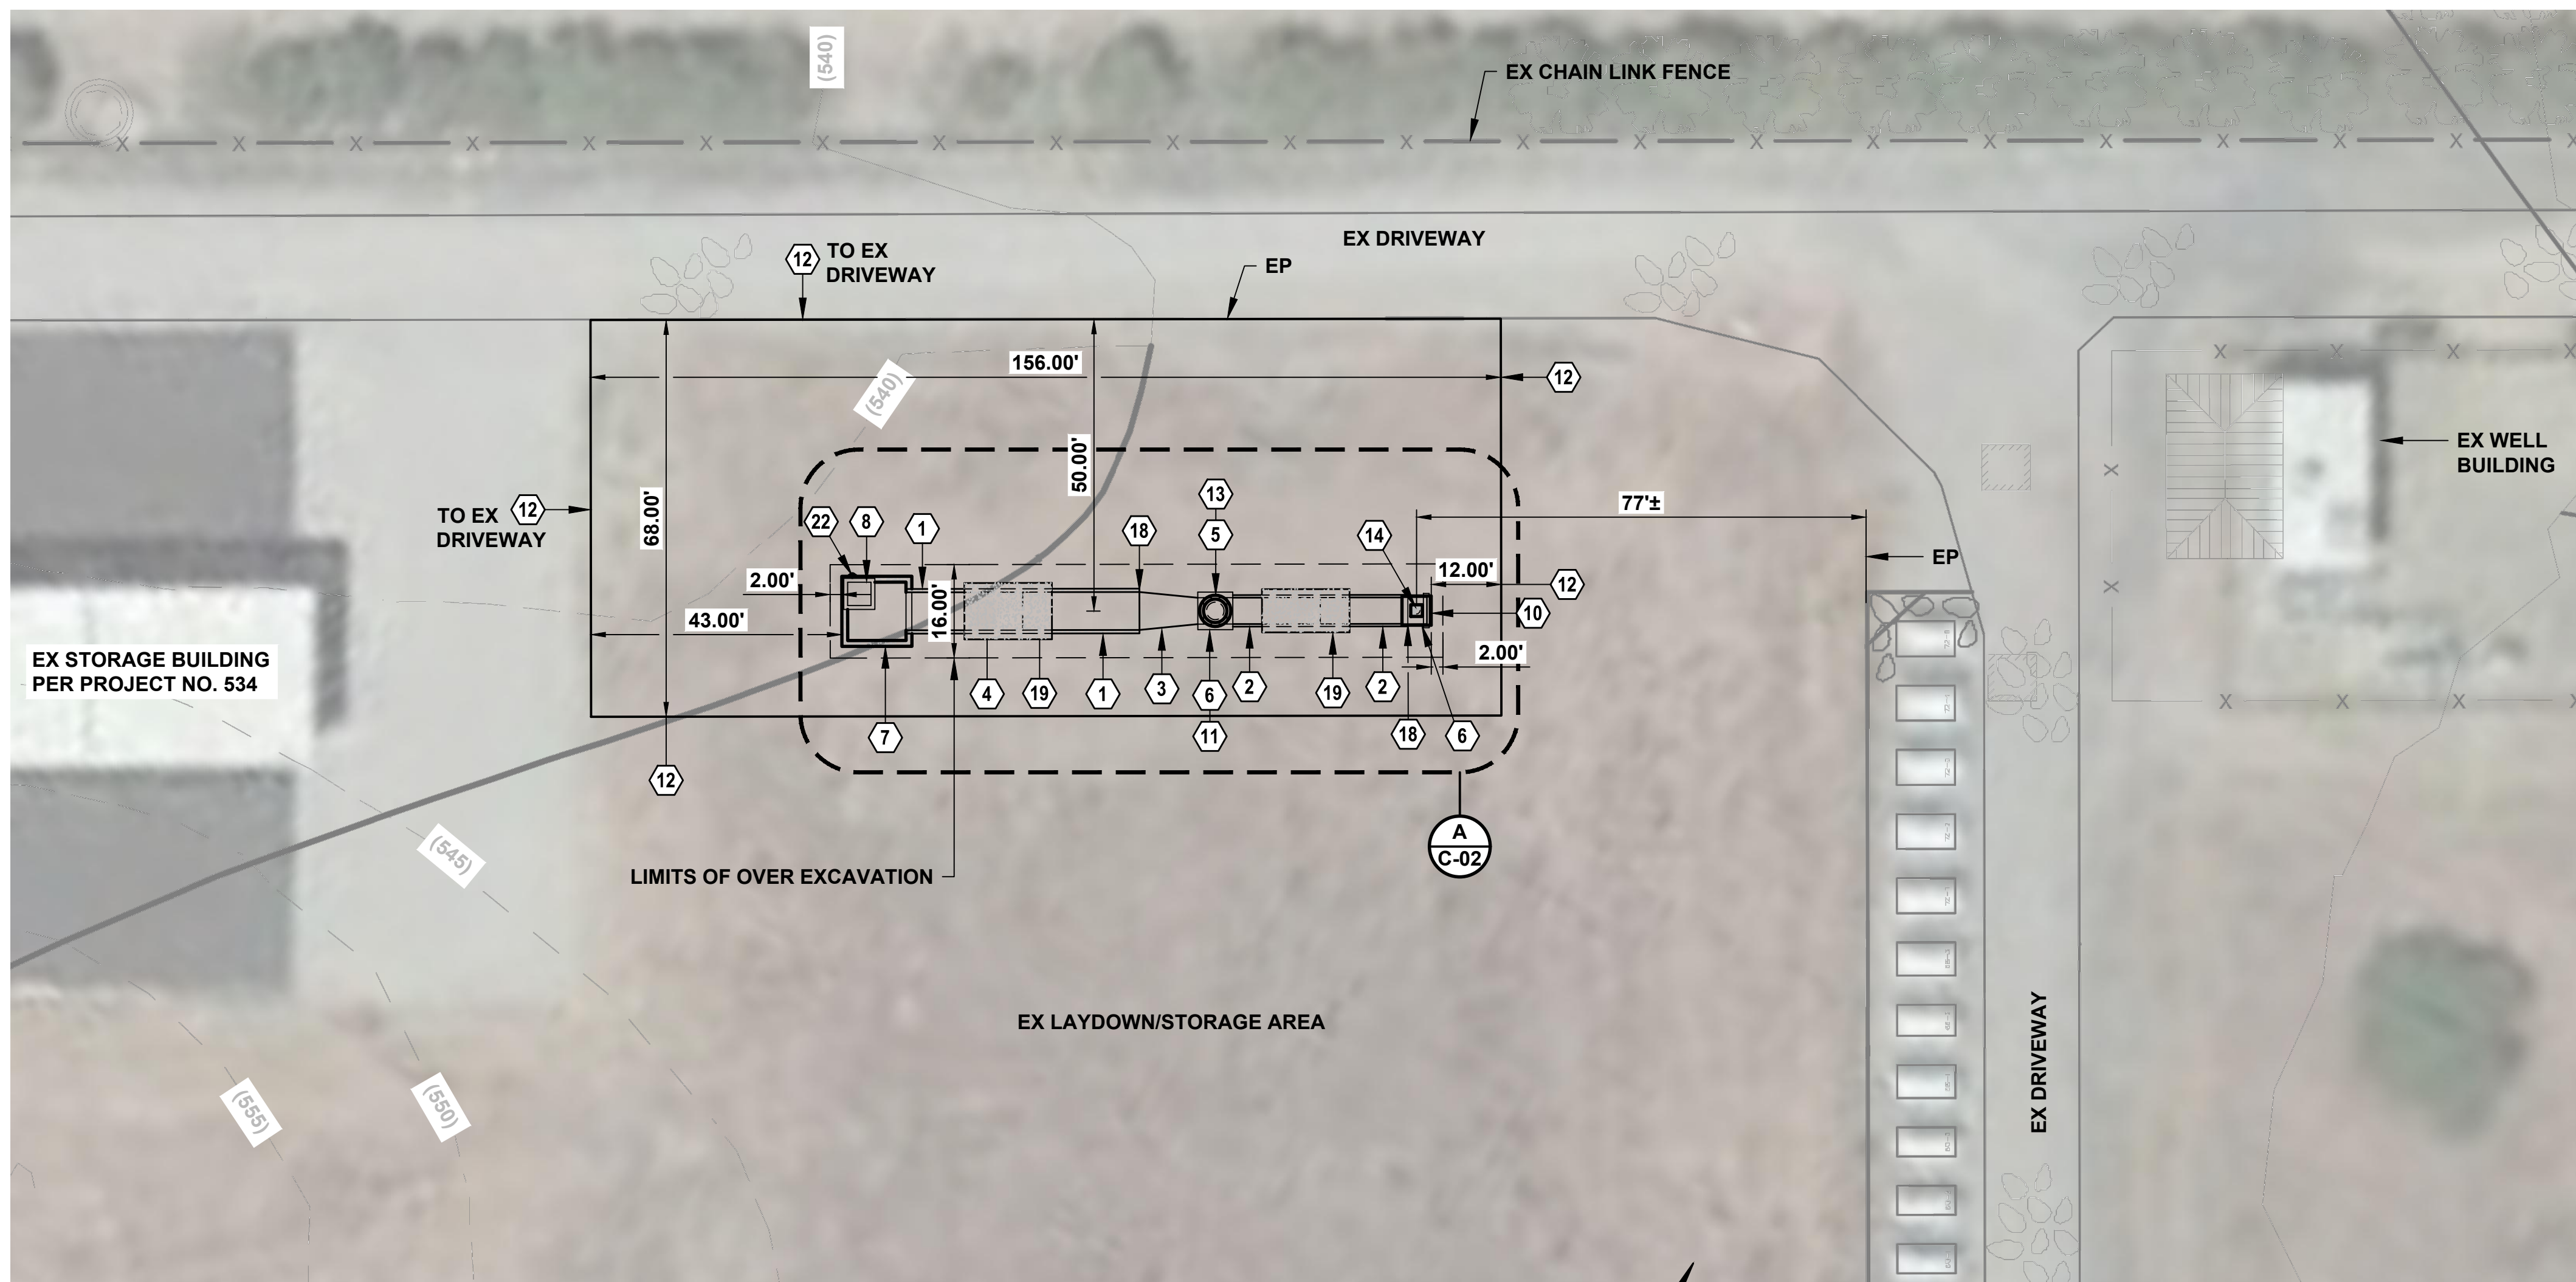 (540)
EX CHAIN LINK FENCE
X X X X X X X X X X X X X X X X X X X X X X
EX DRIVEWAY
12
TO EX
DRIVEWAY
EP
156.00'
12
(540)
50.00'
68.00'
X X X X
X
X
X X X
EX WELL
BUILDING
77'±
EP
TO EX
DRIVEWAY
12
22
8
1
18
13
5
14
12.00'
12
2.00'
43.00'
16.00'
10
2.00'
EX STORAGE BUILDING
PER PROJECT NO. 534
4
19
1
3
6
2
19
2
7
11
18
6
12
A
C-02
(545)
LIMITS OF OVER EXCAVATION
EX LAYDOWN/STORAGE AREA
EX DRIVEWAY
(555)
(550)